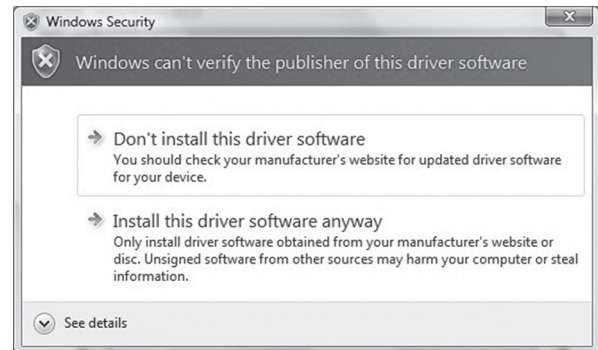 Windows Security
Windows can't verify the publisher of this driver software
Don't install this driver software
You should check your manufacturer's website for updated driver software
for your device.
Install this driver software anyway
Only install driver software obtained from your manufacturer's website or
disc. Unsigned software from other sources may harm your computer or steal
information.
See details